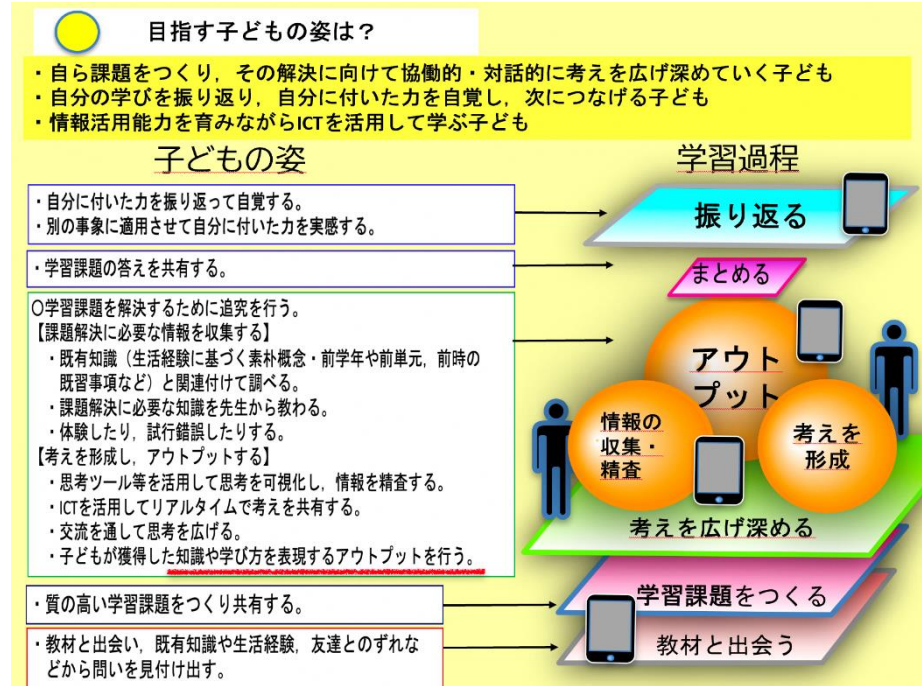 目指す子どもの姿は？
・自ら課題をつくり，その解決に向けて協働的・対話的に考えを広げ深めていく子ども
・自分の学びを振り返り，自分に付いた力を自覚し，次につなげる子ども
・情報活用能力を育みながらICTを活用して学ぶ子ども
子どもの姿
・自分に付いた力を振り返って自覚する。
・別の事象に適用させて自分に付いた力を実感する。
・学習課題の答えを共有する。
〇学習課題を解決するために追究を行う。
【課題解決に必要な情報を収集する】
・既有知識（生活経験に基づく素朴概念・前学年や前単元，前時の
既習事項など）と関連付けて調べる。
・課題解決に必要な知識を先生から教わる。
・体験したり，試行錯誤したりする。
【考えを形成し，アウトプットする】
・思考ツール等を活用して思考を可視化し，情報を精査する。
・ICTを活用してリアルタイムで考えを共有する。
・交流を通して思考を広げる。
・子どもが獲得した知識や学び方を表現するアウトプットを行う。
・質の高い学習課題をつくり共有する。
・教材と出会い，既有知識や生活経験，友達とのずれな
どから問いを見付け出す。
学習過程
振り返る
まとめる
アウト
プット
情報の
収集・
精査
考えを
形成
考えを広げ深める
学習課題をつくる
教材と出会う